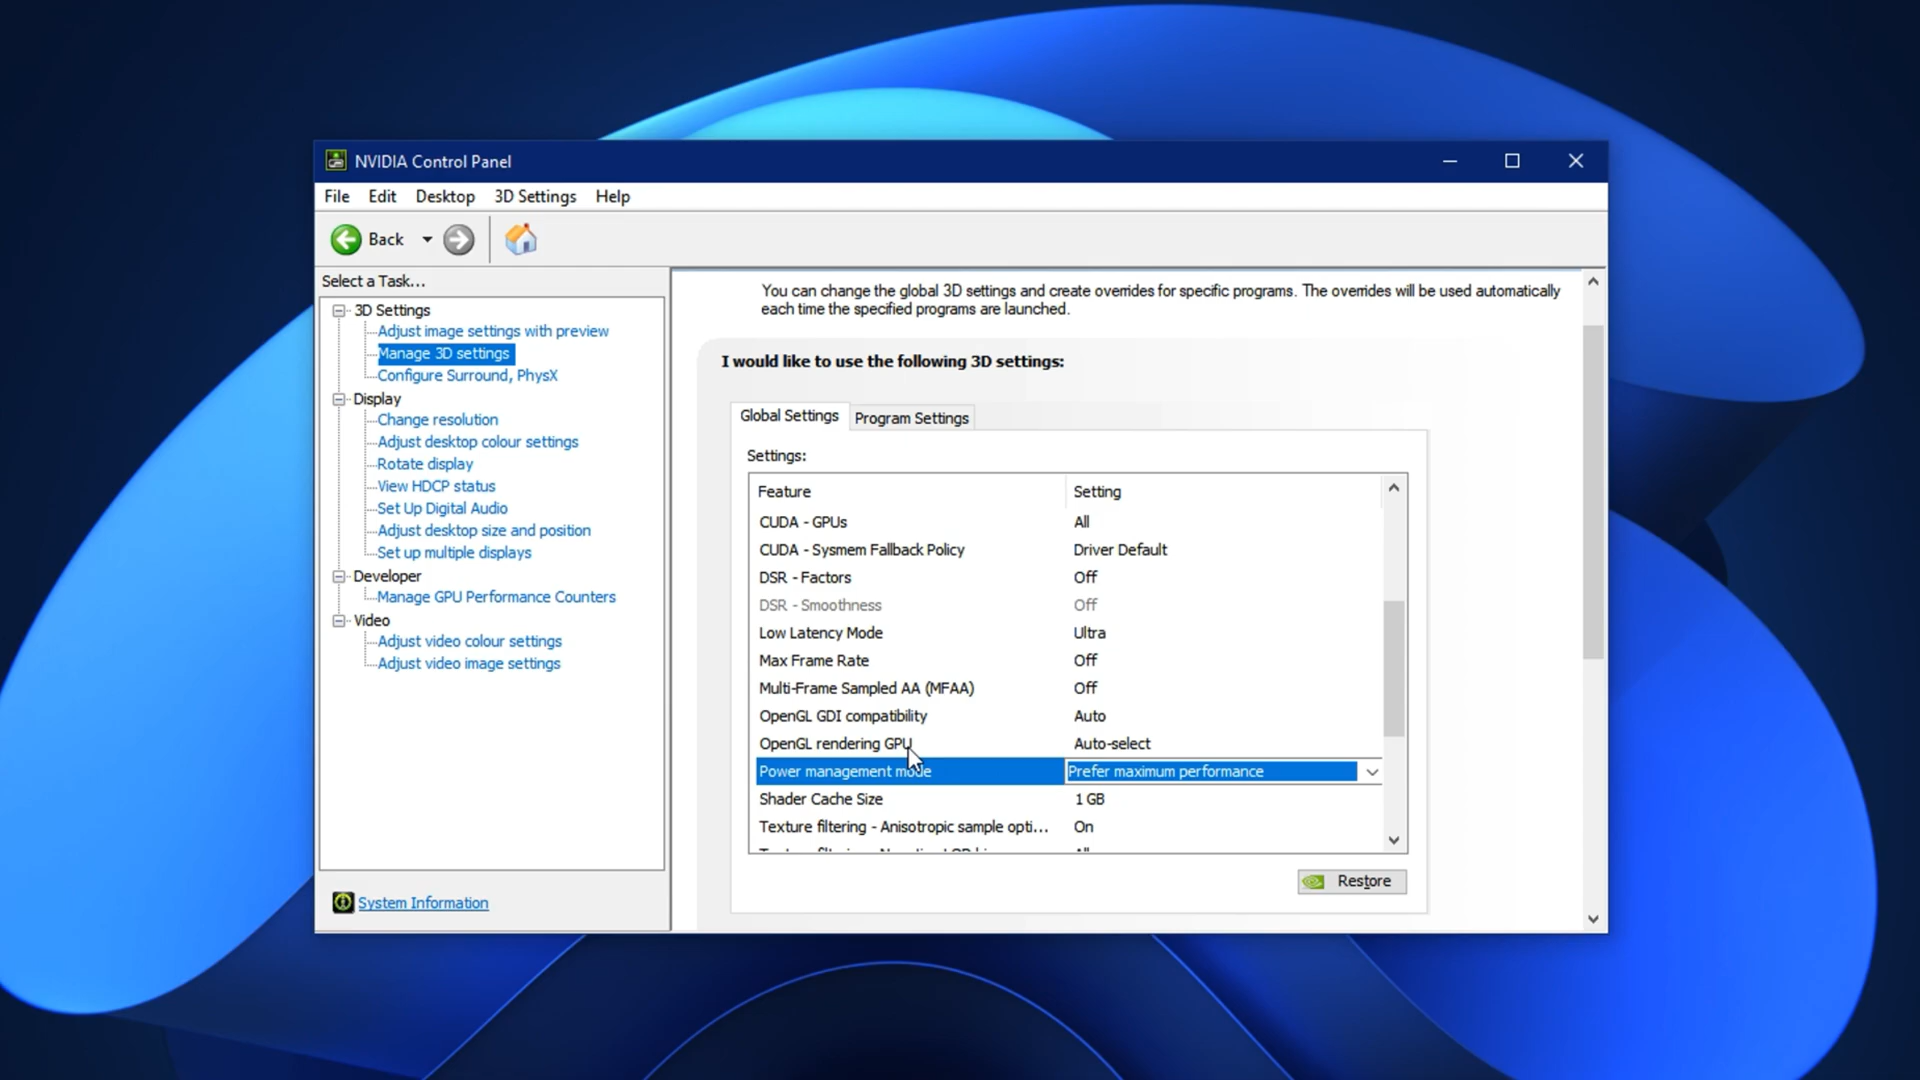 NVIDIA Control Panel
File Edit Desktop 3D Settings Help
Back
Select a Task...
3D Settings
Adjust image settings with preview
Manage 3D settings
Configure Surround, PhysX
Display
Change resolution
Adjust desktop colour settings
Rotate display
View HDCP status
Set Up Digital Audio
Adjust desktop size and position
Set up multiple displays
Developer
Manage GPU Performance Counters
Video
Adjust video colour settings
Adjust video image settings
System Information
You can change the global 3D settings and create overrides for specific programs. The overrides will be used automatically
each time the specified programs are launched.
I would like to use the following 3D settings:
Global Settings Program Settings
Settings:
Feature Setting
CUDA - GPUs All
CUDA - Sysmem Fallback Policy Driver Default
DSR - Factors Off
DSR - Smoothness Off
Low Latency Mode Ultra
Max Frame Rate Off
Multi-Frame Sampled AA (MFAA) Off
OpenGL GDI compatibility Auto
OpenGL rendering GPU Auto-select
Power management mode Prefer maximum performance
Shader Cache Size 1 GB
Texture filtering - Anisotropic sample opti... On
Restore